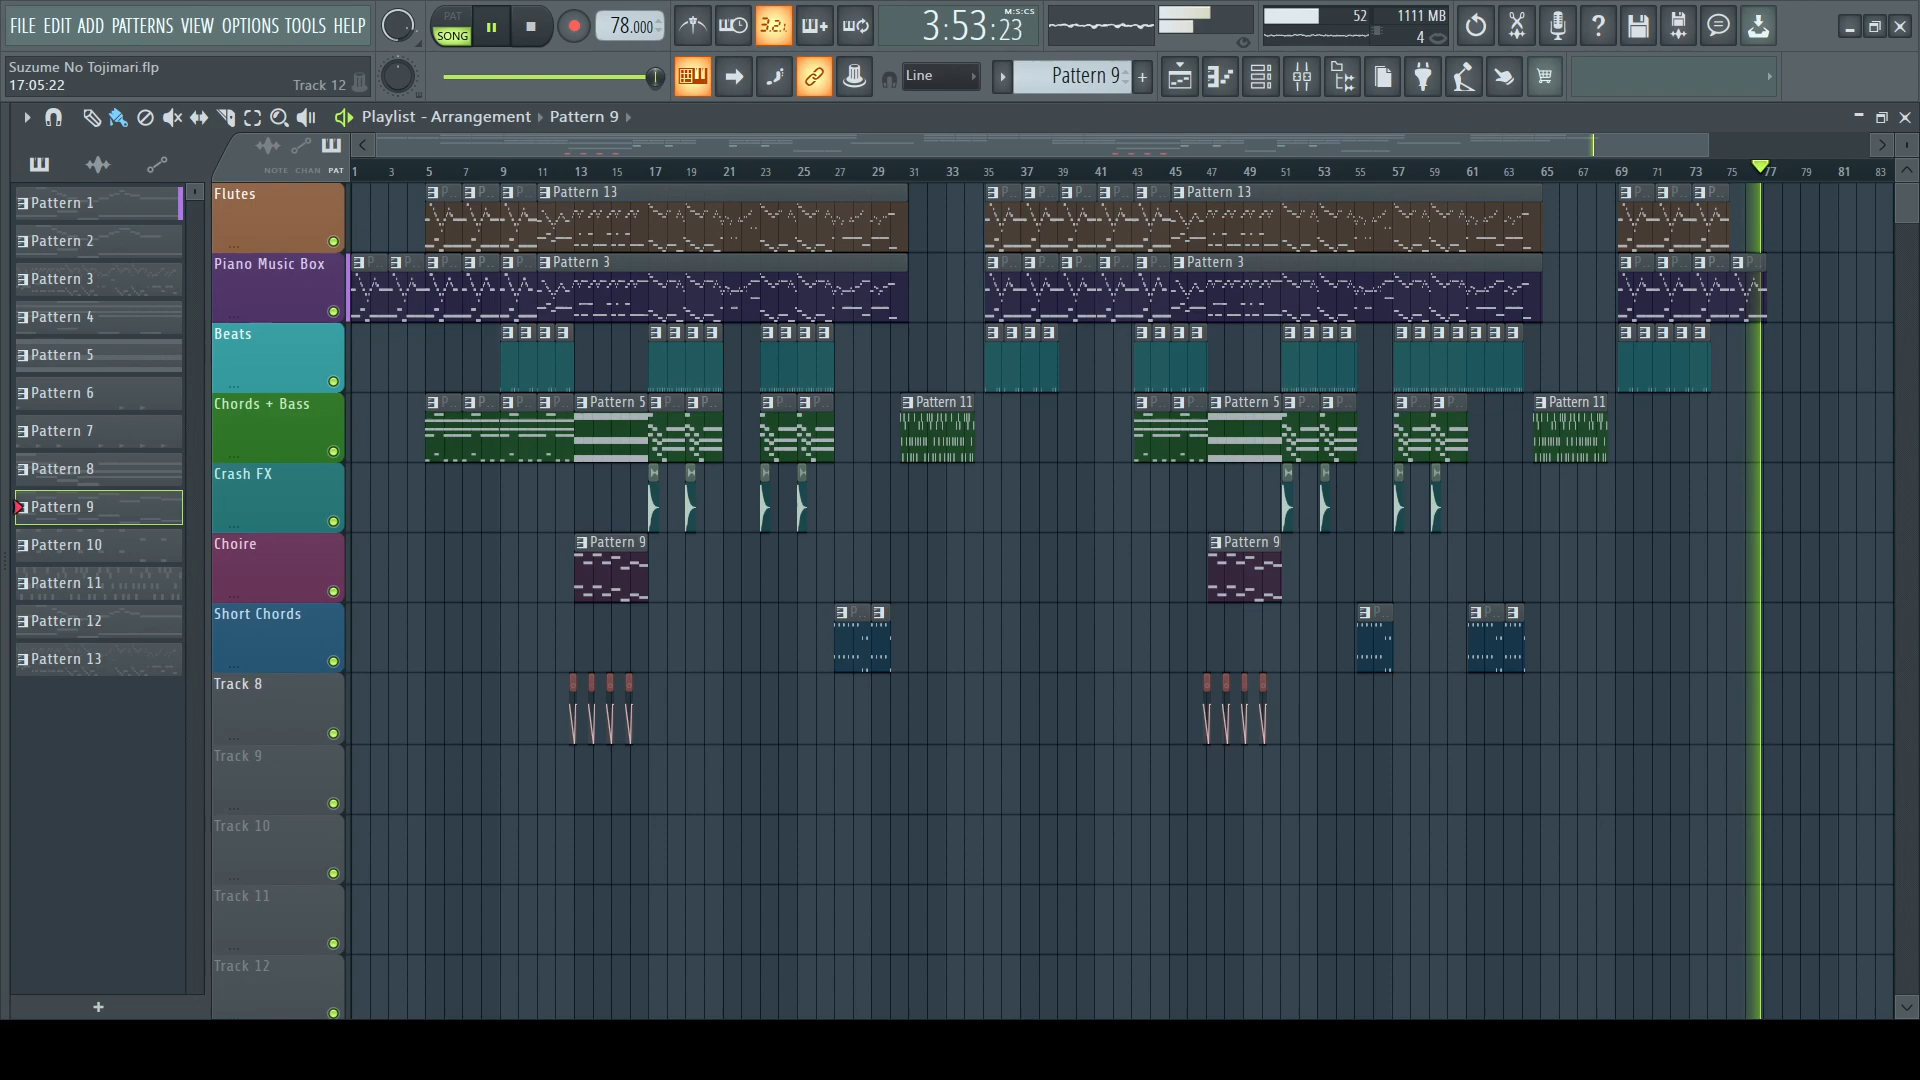 FILE EDIT ADD PATTERNS VIEW OPTIONS TOOLS HELP
PAT
SONG
78.000
3.2.
3:53:23
M:S:CS
52
1111 MB
4
Suzume No Tojimari.flp
17:05:22
Track 12
Line
Pattern 9
Playlist - Arrangement › Pattern 9 ›
NOTE CHAN PAT
1 3 5 7 9 11 13 15 17 19 21 23 25 27 29 31 33 35 37 39 41 43 45 47 49 51 53 55 57 59 61 63 65 67 69 71 73 75 77 79 81 83
Pattern 1
Pattern 2
Pattern 3
Pattern 4
Pattern 5
Pattern 6
Pattern 7
Pattern 8
Pattern 9
Pattern 10
Pattern 11
Pattern 12
Pattern 13
Flutes
P.. P.. P.. Pattern 13 P.. P.. P.. P.. P.. Pattern 13 P.. P.. P..
Piano Music Box
P.. P.. P.. P.. P.. Pattern 3 P.. P.. P.. P.. P.. Pattern 3 P.. P.. P.. P..
Beats
Chords + Bass
P.. P.. P.. P.. Pattern 5 P.. P.. P.. P.. Pattern 11 P.. P.. Pattern 5 P.. P.. P.. P.. Pattern 11
Crash FX
Choire
Pattern 9 Pattern 9
Short Chords
P.. P.. P..
Track 8
Track 9
Track 10
Track 11
Track 12